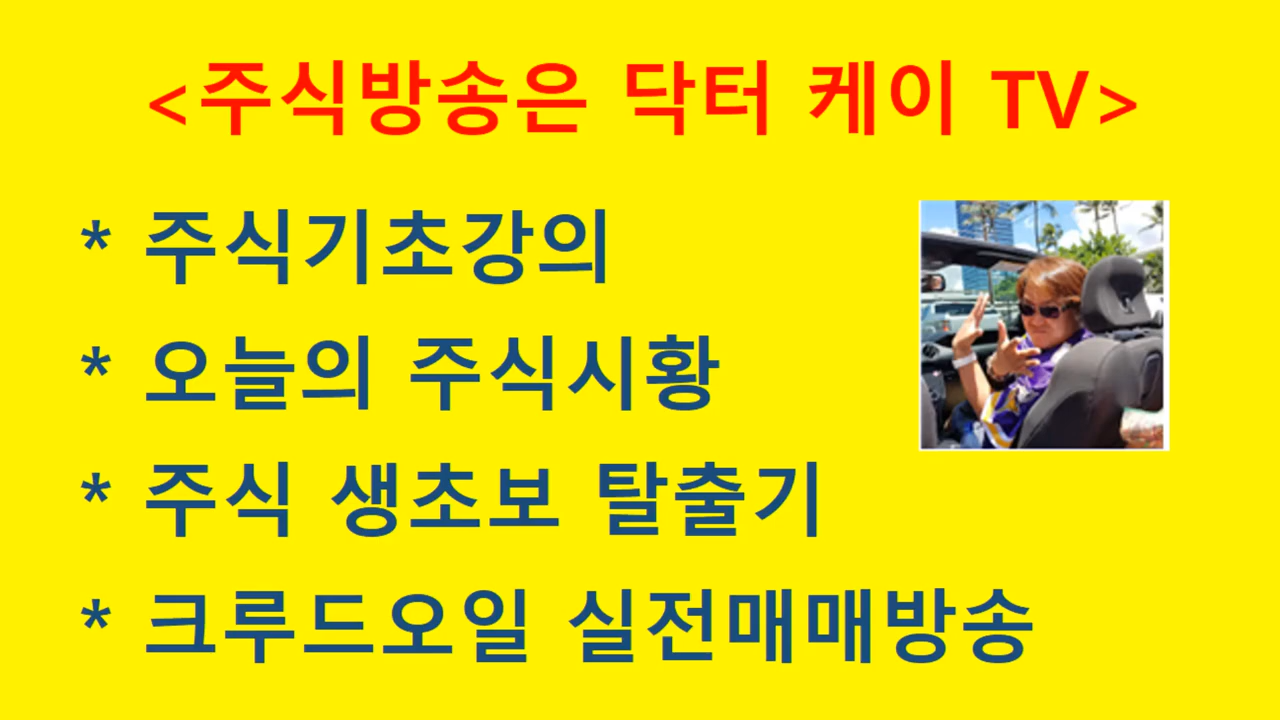 <주식방송은 닥터 케이 TV>
* 주식기초강의
* 오늘의 주식시황
* 주식 생초보 탈출기
* 크루드오일 실전매매방송